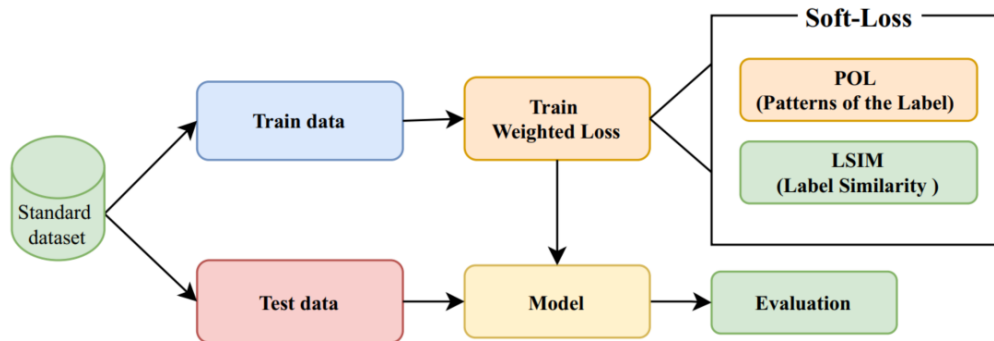 Soft-Loss
POL
(Patterns of the Label)
Train data
Train
Weighted Loss
LSIM
(Label Similarity )
Standard
dataset
Test data
Model
Evaluation